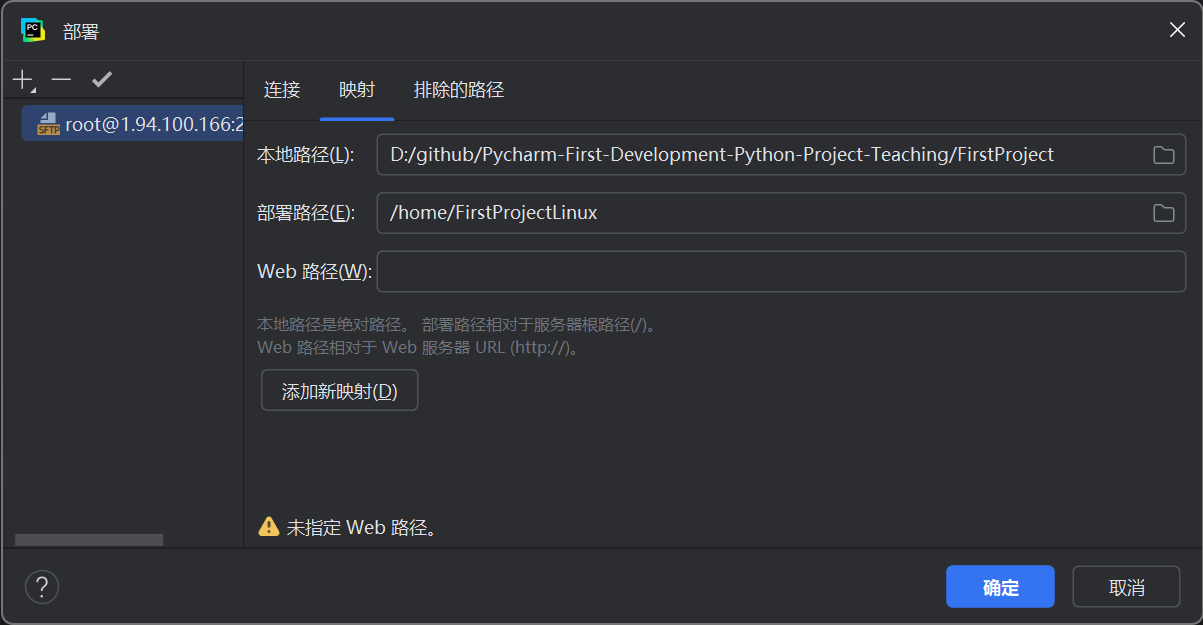 PC
部署
SFTP root@1.94.100.166:2
连接 映射 排除的路径
本地路径(L): D:/github/Pycharm-First-Development-Python-Project-Teaching/FirstProject
部署路径(E): /home/FirstProjectLinux
Web 路径(W):
本地路径是绝对路径。 部署路径相对于服务器根路径(/)。
Web 路径相对于 Web 服务器 URL (http://)。
添加新映射(D)
未指定 Web 路径。
? 确定 取消